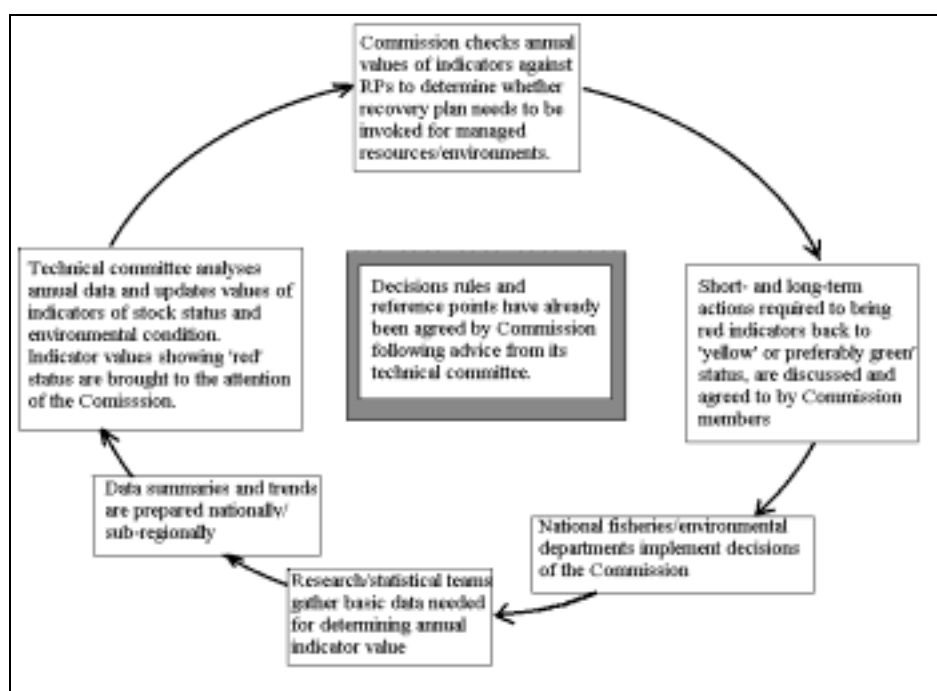 Commission checks annual
values of indicators against
RPs to determine whether
recovery plan needs to be
invoked for managed
resources/environments.
Technical committee analyses
annual data and updates values of
indicators of stock status and
environmental condition.
Indicator values showing 'red'
status are brought to the attention
of the Comisssion.
Decisions rules and
reference points have already
been agreed by Commission
following advice from its
technical committee.
Short- and long-term
actions required to being
red indicators back to
'yellow' or preferably green'
status, are discussed and
agreed to by Commission
members
Data summaries and trends
are prepared nationally/
sub-regionally
National fisheries/environmental
departments implement decisions
of the Commission
Research/statistical teams
gather basic data needed
for determining annual
indicator value